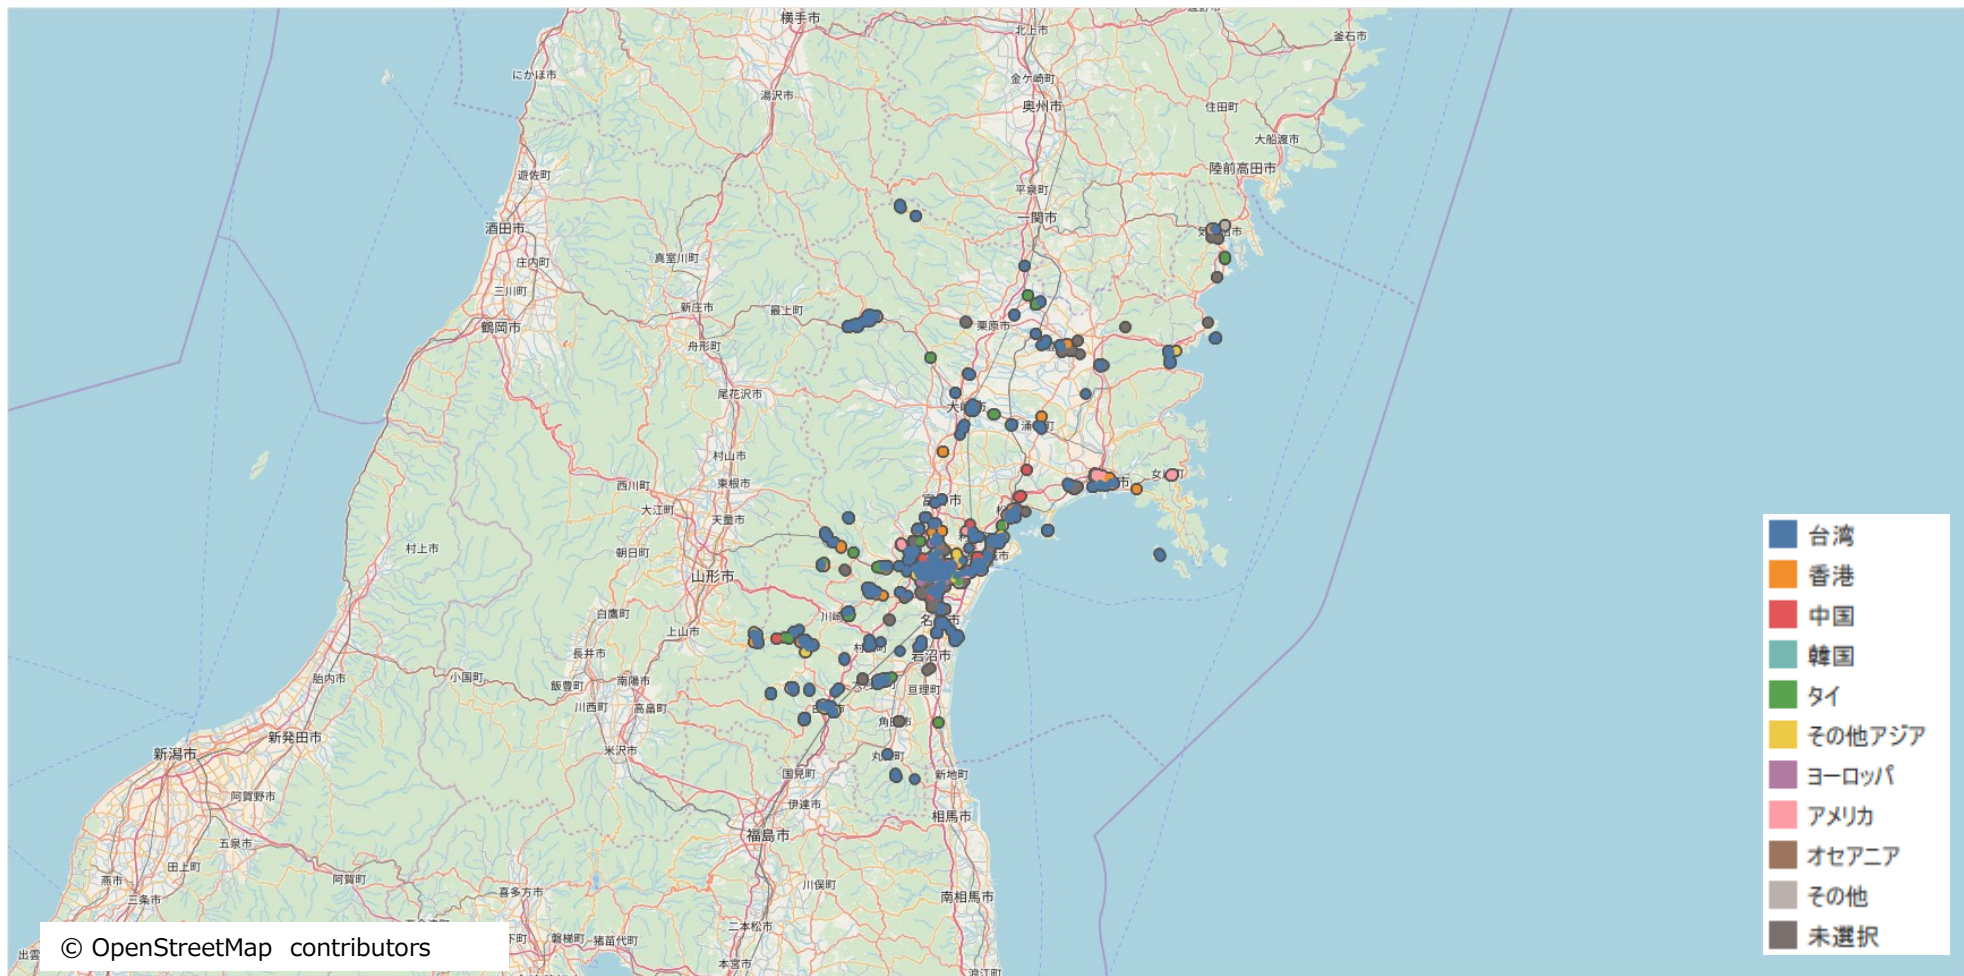 横手市
北上市
釜石市
にかほ市
金ケ崎町
湯沢市
奥州市
住田町
大船渡市
陸前高田市
遊佐町
平泉町
一関市
酒田市
庄内町
真室川町
三川町
新庄市
最上町
栗原市
鶴岡市
舟形町
尾花沢市
村山市
西川町
東根市
大江町
天童市
村上市
朝日町
山形市
白鷹町
上山市
長井市
岩沼市
胎内市
小国町
飯豊町
南陽市
亘理町
川西町
高畠町
新発田市
新潟市
米沢市
国見町
新地町
阿賀野市
伊達市
相馬市
福島市
五泉市
田上町
阿賀町
燕市
喜多方市
川俣町
南相馬市
三条市
二本松市
磐梯町
猪苗代町
本宮市
浪江町
台湾
香港
中国
韓国
タイ
その他アジア
ヨーロッパ
アメリカ
オセアニア
その他
未選択
© OpenStreetMap contributors